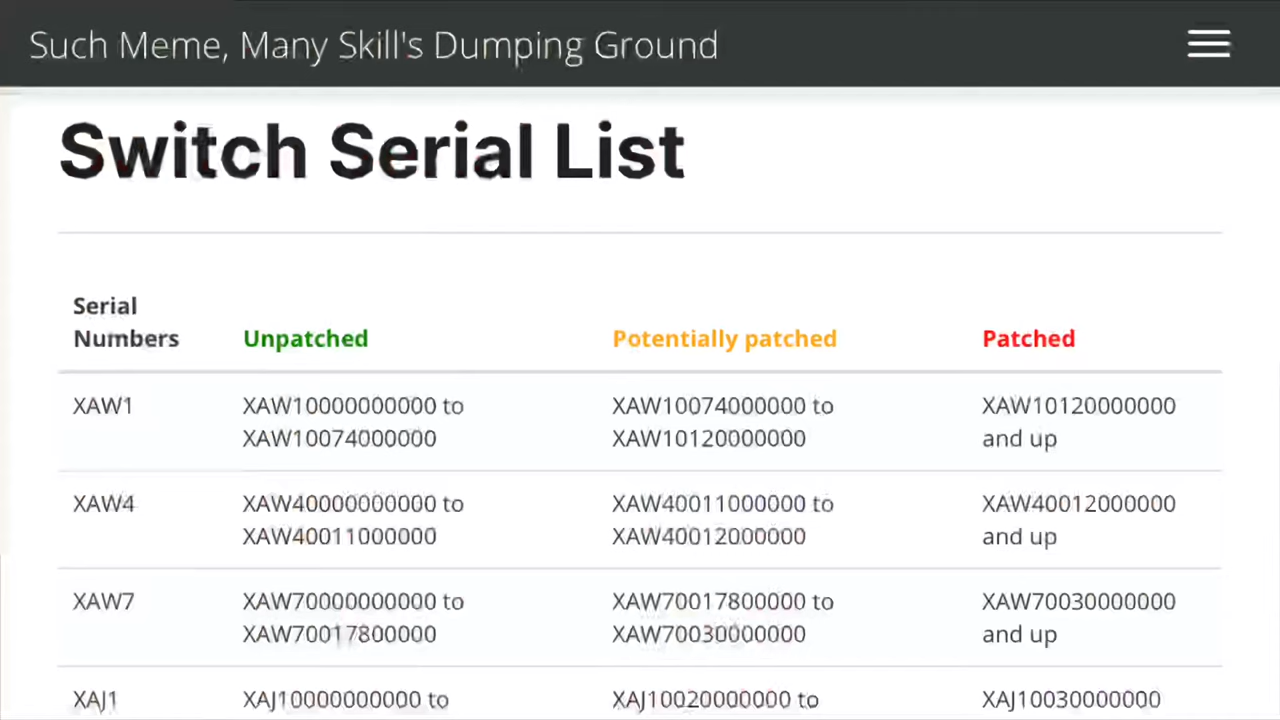 Such Meme, Many Skill's Dumping Ground
Switch Serial List
Serial
Numbers Unpatched Potentially patched Patched
XAW1 XAW10000000000 to XAW10074000000 to XAW10120000000
XAW10074000000 XAW10120000000 and up
XAW4 XAW40000000000 to XAW40011000000 to XAW40012000000
XAW40011000000 XAW40012000000 and up
XAW7 XAW70000000000 to XAW70017800000 to XAW70030000000
XAW70017800000 XAW70030000000 and up
XAJ1 XAJ10000000000 to XAJ10020000000 to XAJ10030000000